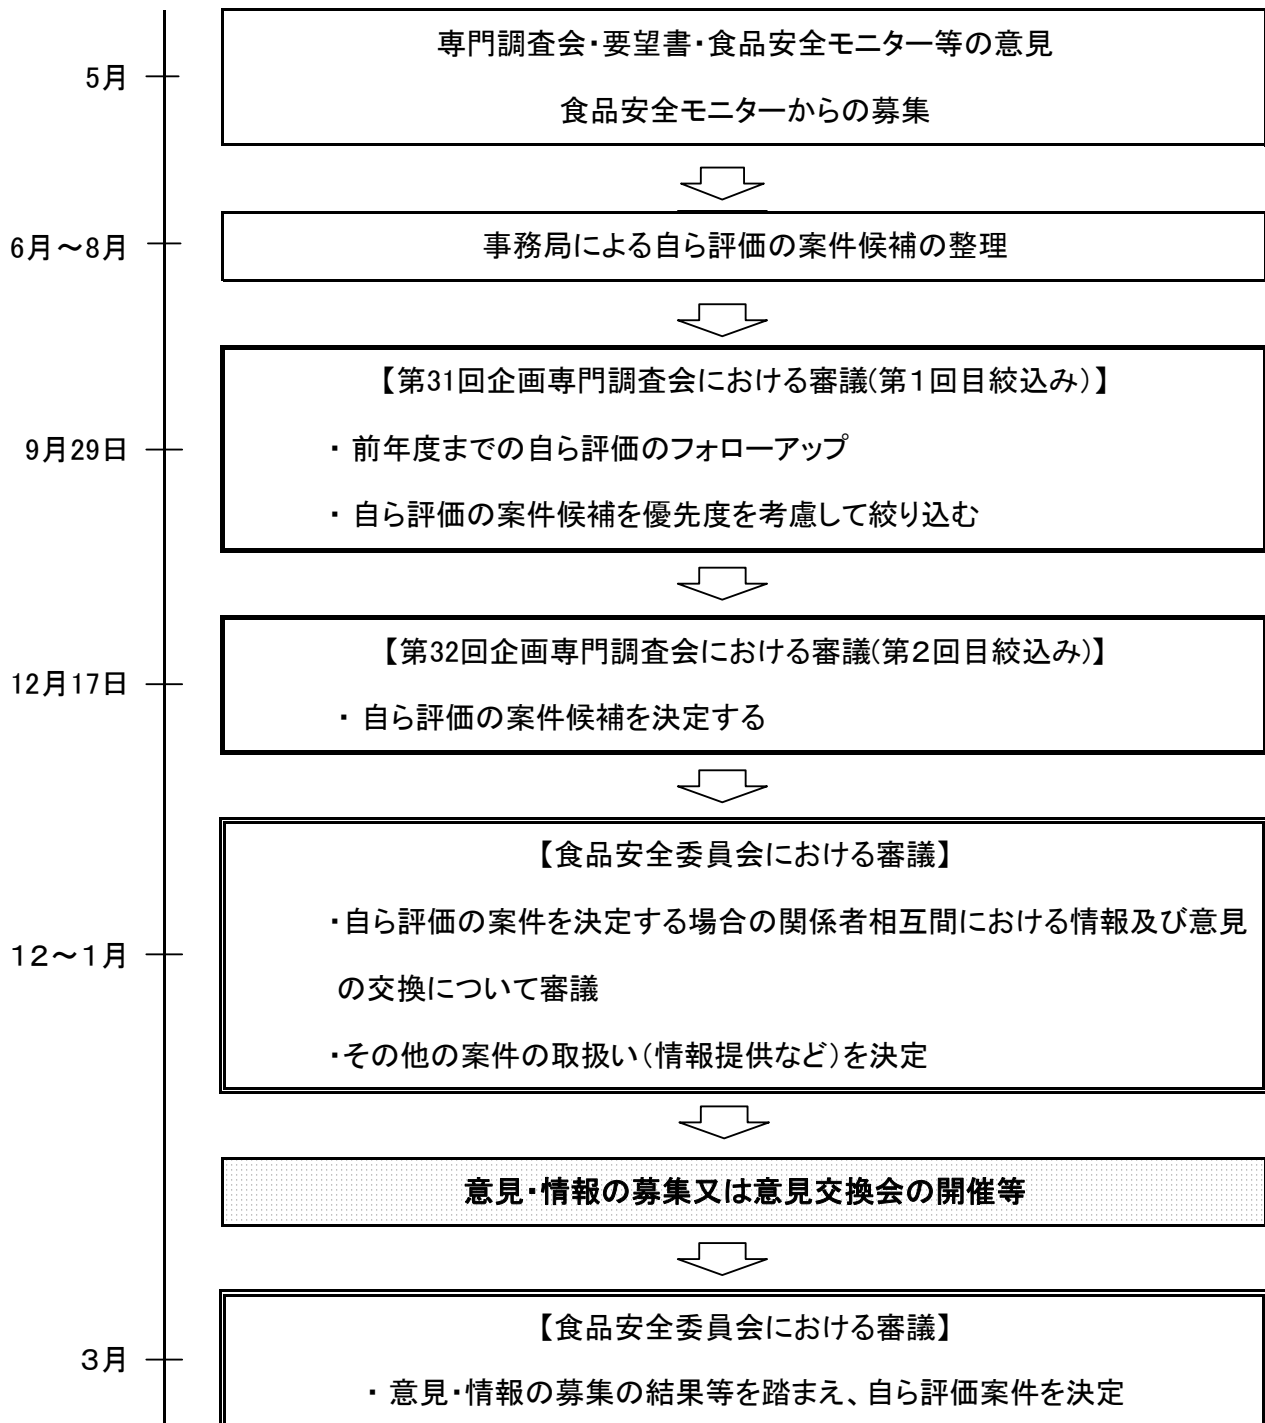 5月
専門調査会・要望書・食品安全モニター等の意見
食品安全モニターからの募集
6月～8月
事務局による自ら評価の案件候補の整理
9月29日
【第31回企画専門調査会における審議(第１回目絞込み)】
・ 前年度までの自ら評価のフォローアップ
・ 自ら評価の案件候補を優先度を考慮して絞り込む
12月17日
【第32回企画専門調査会における審議(第２回目絞込み)】
・ 自ら評価の案件候補を決定する
１２～１月
【食品安全委員会における審議】
・自ら評価の案件を決定する場合の関係者相互間における情報及び意見
の交換について審議
・その他の案件の取扱い（情報提供など）を決定
意見・情報の募集又は意見交換会の開催等
３月
【食品安全委員会における審議】
・ 意見・情報の募集の結果等を踏まえ、自ら評価案件を決定